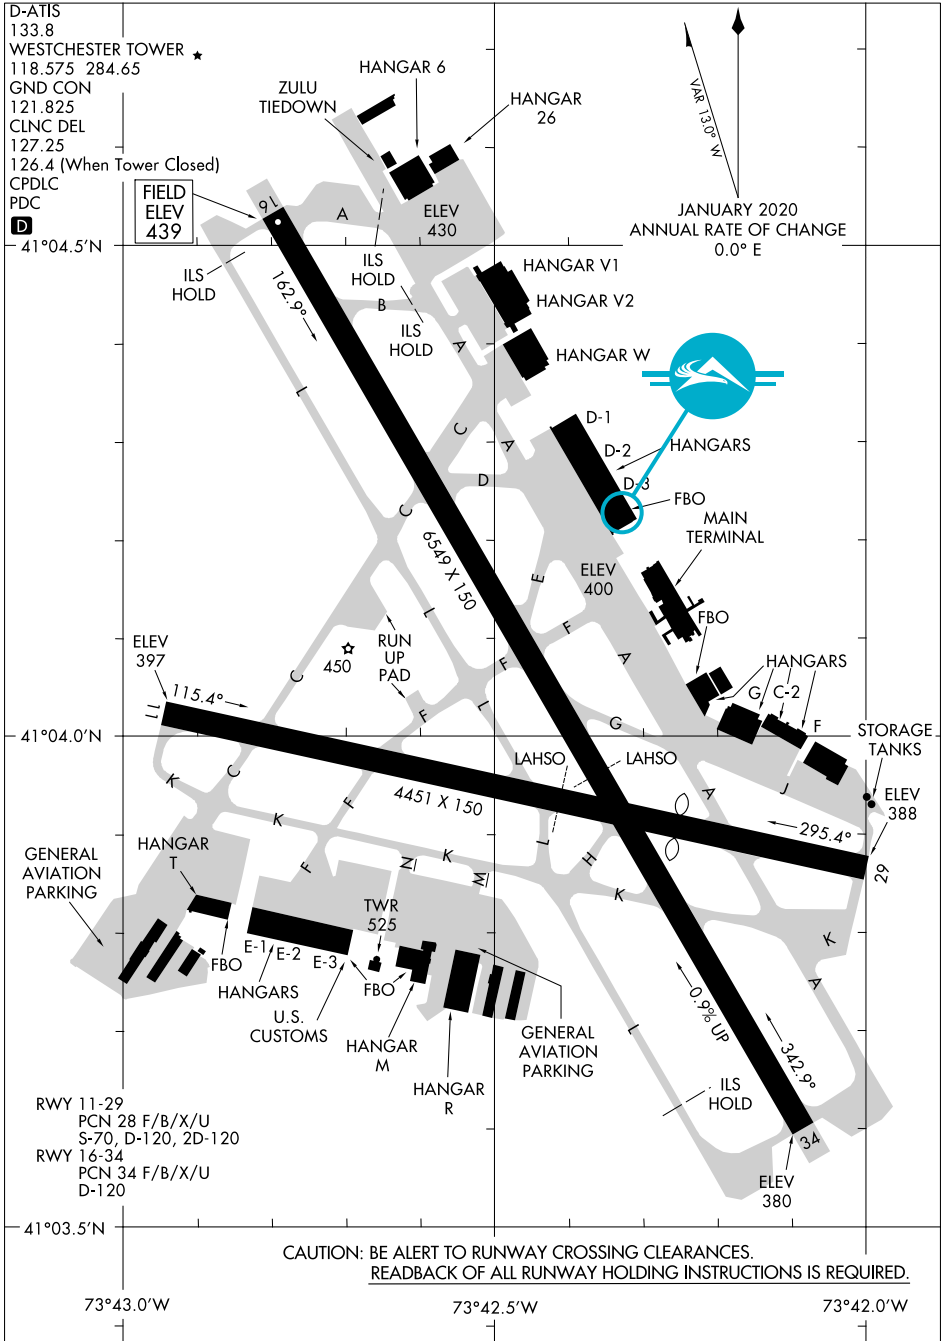 D-ATIS
133.8
WESTCHESTER TOWER
118.575 284.65
GND CON
121.825
CLNC DEL
127.25
126.4 (When Tower Closed)
CPDLC
PDC
D
FIELD
ELEV
439
ZULU
TIEDOWN
HANGAR 6
HANGAR
26
VAR 13.0° W
JANUARY 2020
ANNUAL RATE OF CHANGE
0.0° E
41°04.5'N
16
A
ELEV
430
ILS
HOLD
ILS
HOLD
162.9°
B
ILS
HOLD
HANGAR V1
HANGAR V2
HANGAR W
A
L
C
A
D
C
D-1
D-2
HANGARS
D-3
FBO
MAIN
TERMINAL
6549 X 150
E
ELEV
400
L
F
F
A
FBO
RUN
UP
PAD
450
ELEV
397
115.4°
11
C
F
L
G
HANGARS
G
C-2
F
STORAGE
TANKS
41°04.0'N
LAHSO
LAHSO
J
ELEV
388
K
C
F
4451 X 150
A
295.4°
29
K
HANGAR
T
GENERAL
AVIATION
PARKING
F
N
K
M
L
H
K
TWR
525
E-1
E-2
E-3
FBO
HANGARS
U.S.
CUSTOMS
FBO
HANGAR
M
HANGAR
R
GENERAL
AVIATION
PARKING
K
A
0.9% UP
L
342.9°
ILS
HOLD
34
ELEV
380
RWY 11-29
PCN 28 F/B/X/U
S-70, D-120, 2D-120
RWY 16-34
PCN 34 F/B/X/U
D-120
41°03.5'N
CAUTION: BE ALERT TO RUNWAY CROSSING CLEARANCES.
READBACK OF ALL RUNWAY HOLDING INSTRUCTIONS IS REQUIRED.
73°43.0'W
73°42.5'W
73°42.0'W